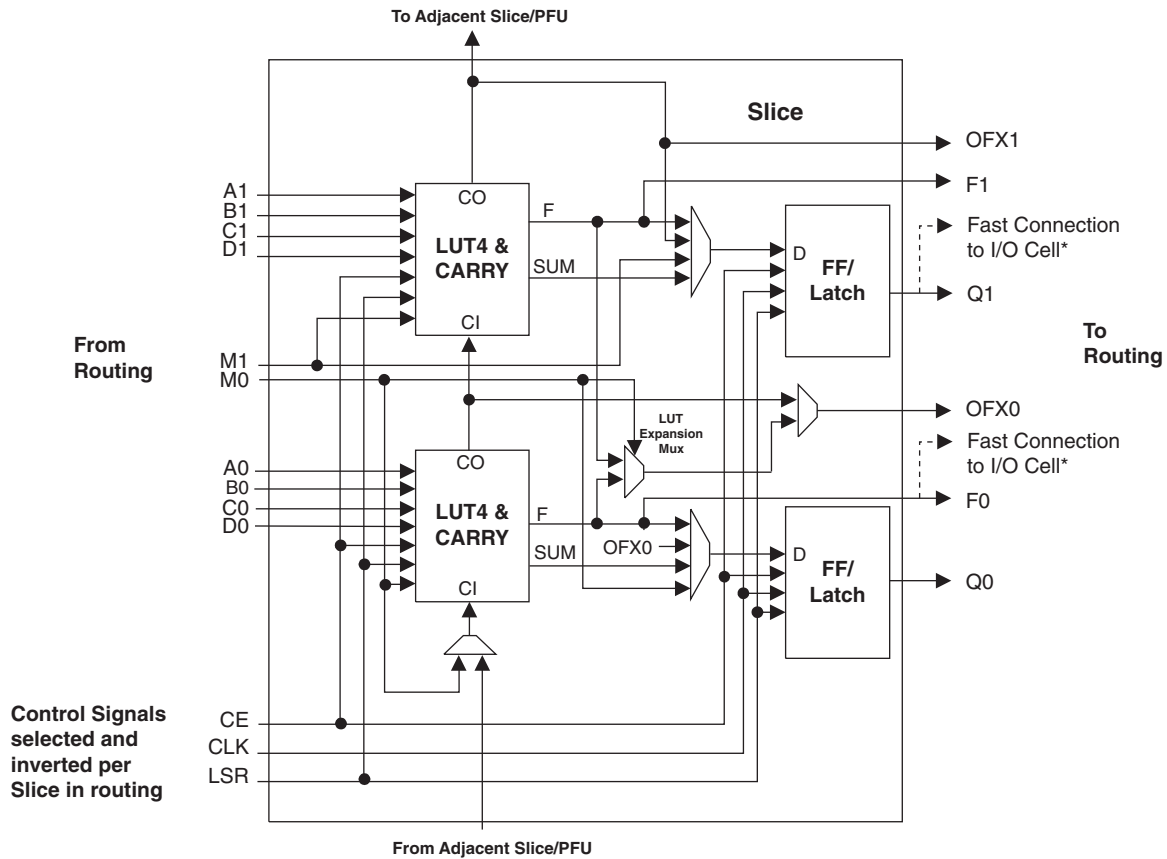 To Adjacent Slice/PFU
Slice
OFX1
F1
Fast Connection
to I/O Cell*
Q1
To
Routing
OFX0
Fast Connection
to I/O Cell*
F0
Q0
A1
B1
C1
D1
CO
LUT4 &
CARRY
CI
F
SUM
D
FF/
Latch
From
Routing
M1
M0
LUT
Expansion
Mux
A0
B0
C0
D0
CO
LUT4 &
CARRY
CI
F
SUM
OFX0
D
FF/
Latch
Control Signals
selected and
inverted per
Slice in routing
CE
CLK
LSR
From Adjacent Slice/PFU